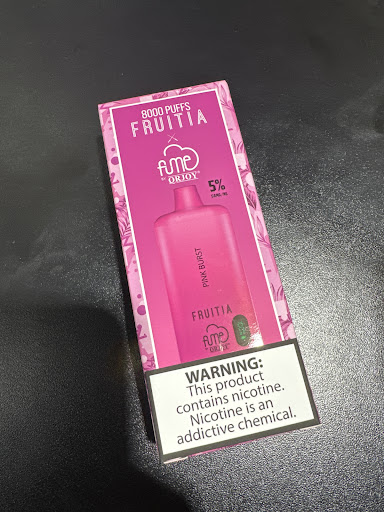 8000 PUFFS
FRUITIA
X
fume
BY ORJOY
5%
PINK BURST
FRUITIA
fume
WARNING:
This product
contains nicotine.
Nicotine is an
addictive chemical.